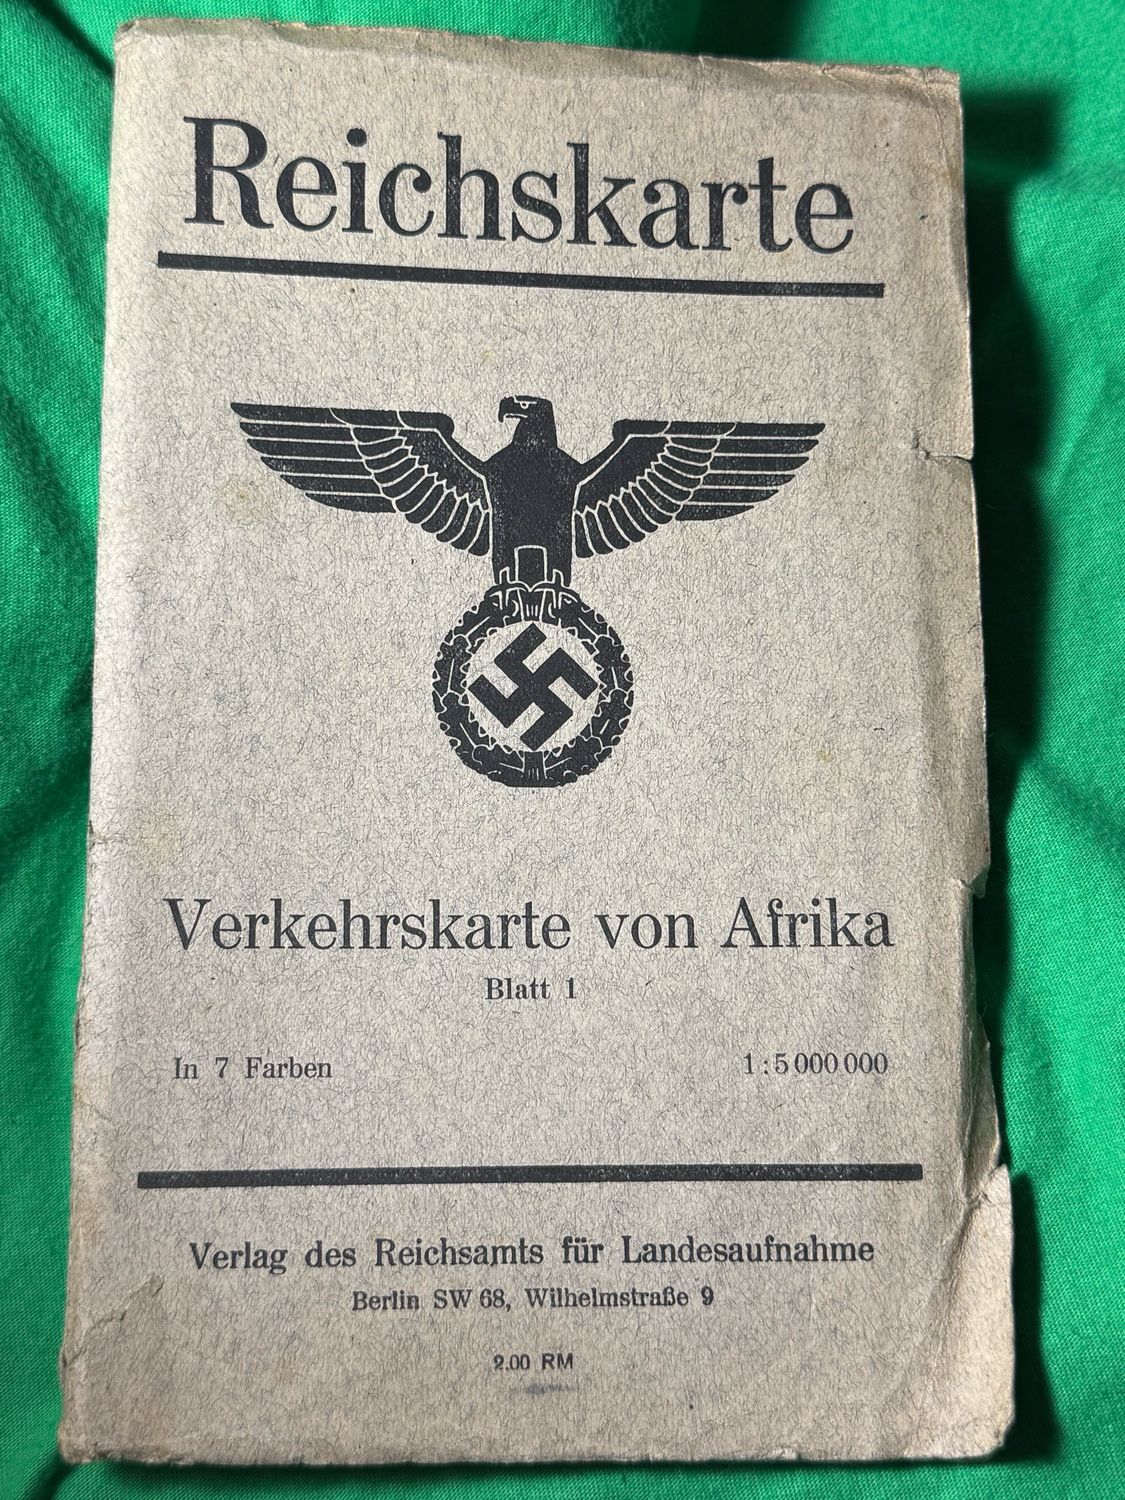 Reichskarte
Verkehrskarte von Afrika
Blatt 1
In 7 Farben 1:5 000 000
Verlag des Reichsamts für Landesaufnahme
Berlin SW 68, Wilhelmstraße 9
2.00 RM